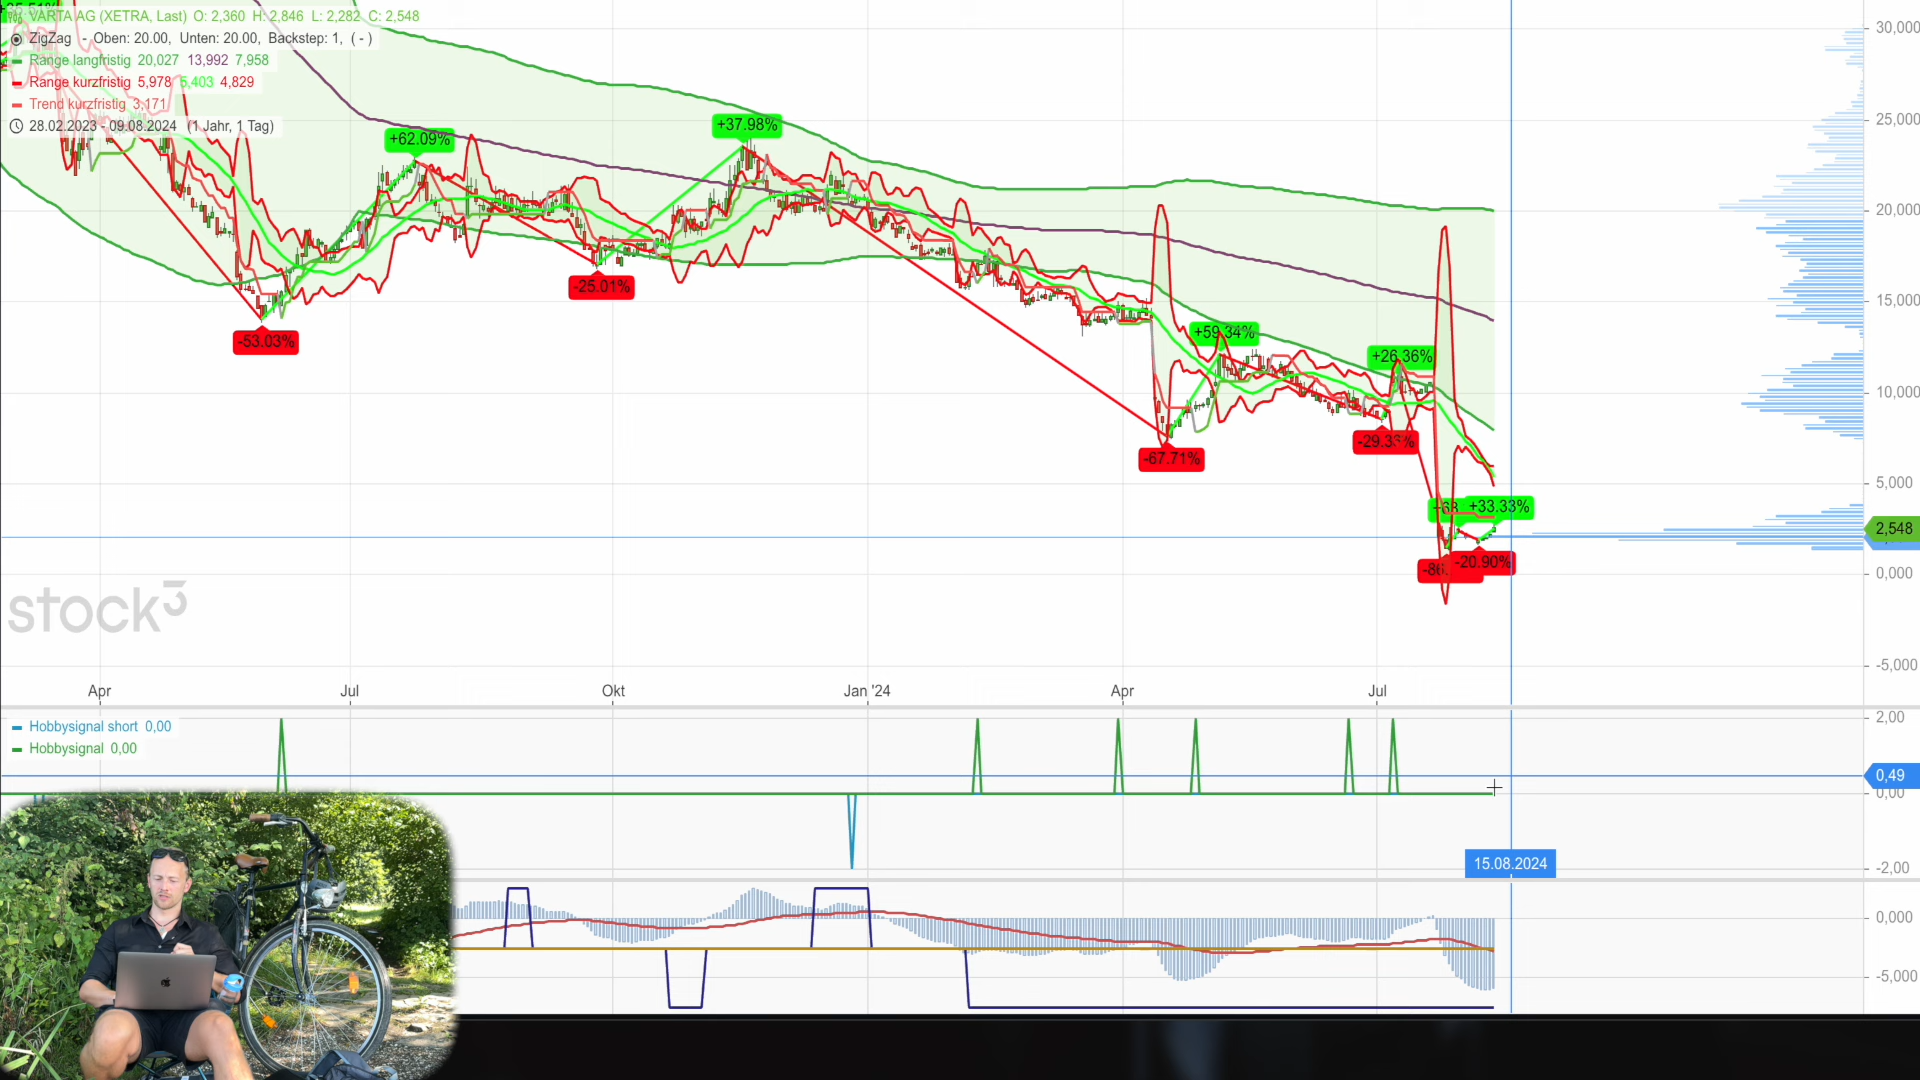 VARTA AG (XETRA, Last) O: 2,360 H: 2,846 L: 2,282 C: 2,548
ZigZag - Oben: 20.00, Unten: 20.00, Backstep: 1, ( - )
Range langfristig 20,027 13,992 7,958
Range kurzfristig 5,978 5,403 4,829
Trend kurzfristig 3,171
28.02.2023 - 09.08.2024 (1 Jahr, 1 Tag)
30,000
25,000
20,000
15,000
10,000
5,000
2,548
0,000
-5,000
+62.09%
+37.98%
-25.01%
-53.03%
+59.34%
+26.36%
-29.33%
-67.71%
+33.33%
-20.90%
stock3
Apr
Jul
Okt
Jan '24
Apr
Jul
Hobbysignal short 0,00
Hobbysignal 0,00
2,00
0,49
0,00
-2,00
15.08.2024
0,000
-5,000